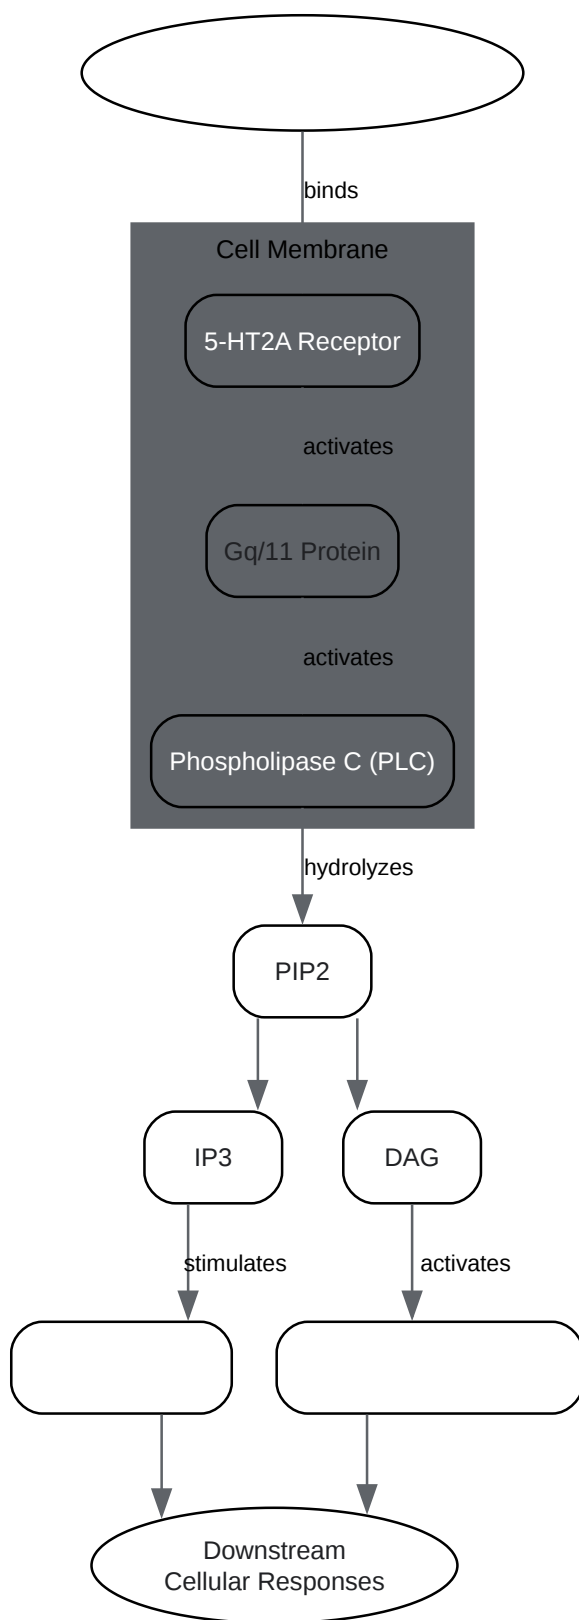 binds
Cell Membrane
5-HT2A Receptor
activates
Gq/11 Protein
activates
Phospholipase C (PLC)
hydrolyzes
PIP2
IP3
DAG
stimulates
activates
Downstream
Cellular Responses